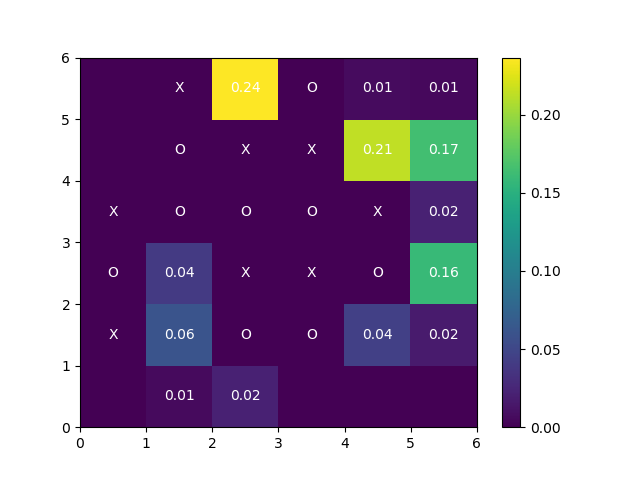 6 X 0.24 O 0.01 0.01
5 O X X 0.21 0.17 0.20
4 X O O O X 0.02 0.15
3 O 0.04 X X O 0.16 0.10
2 X 0.06 O O 0.04 0.02 0.05
1 0.01 0.02
0 0.00
0 1 2 3 4 5 6